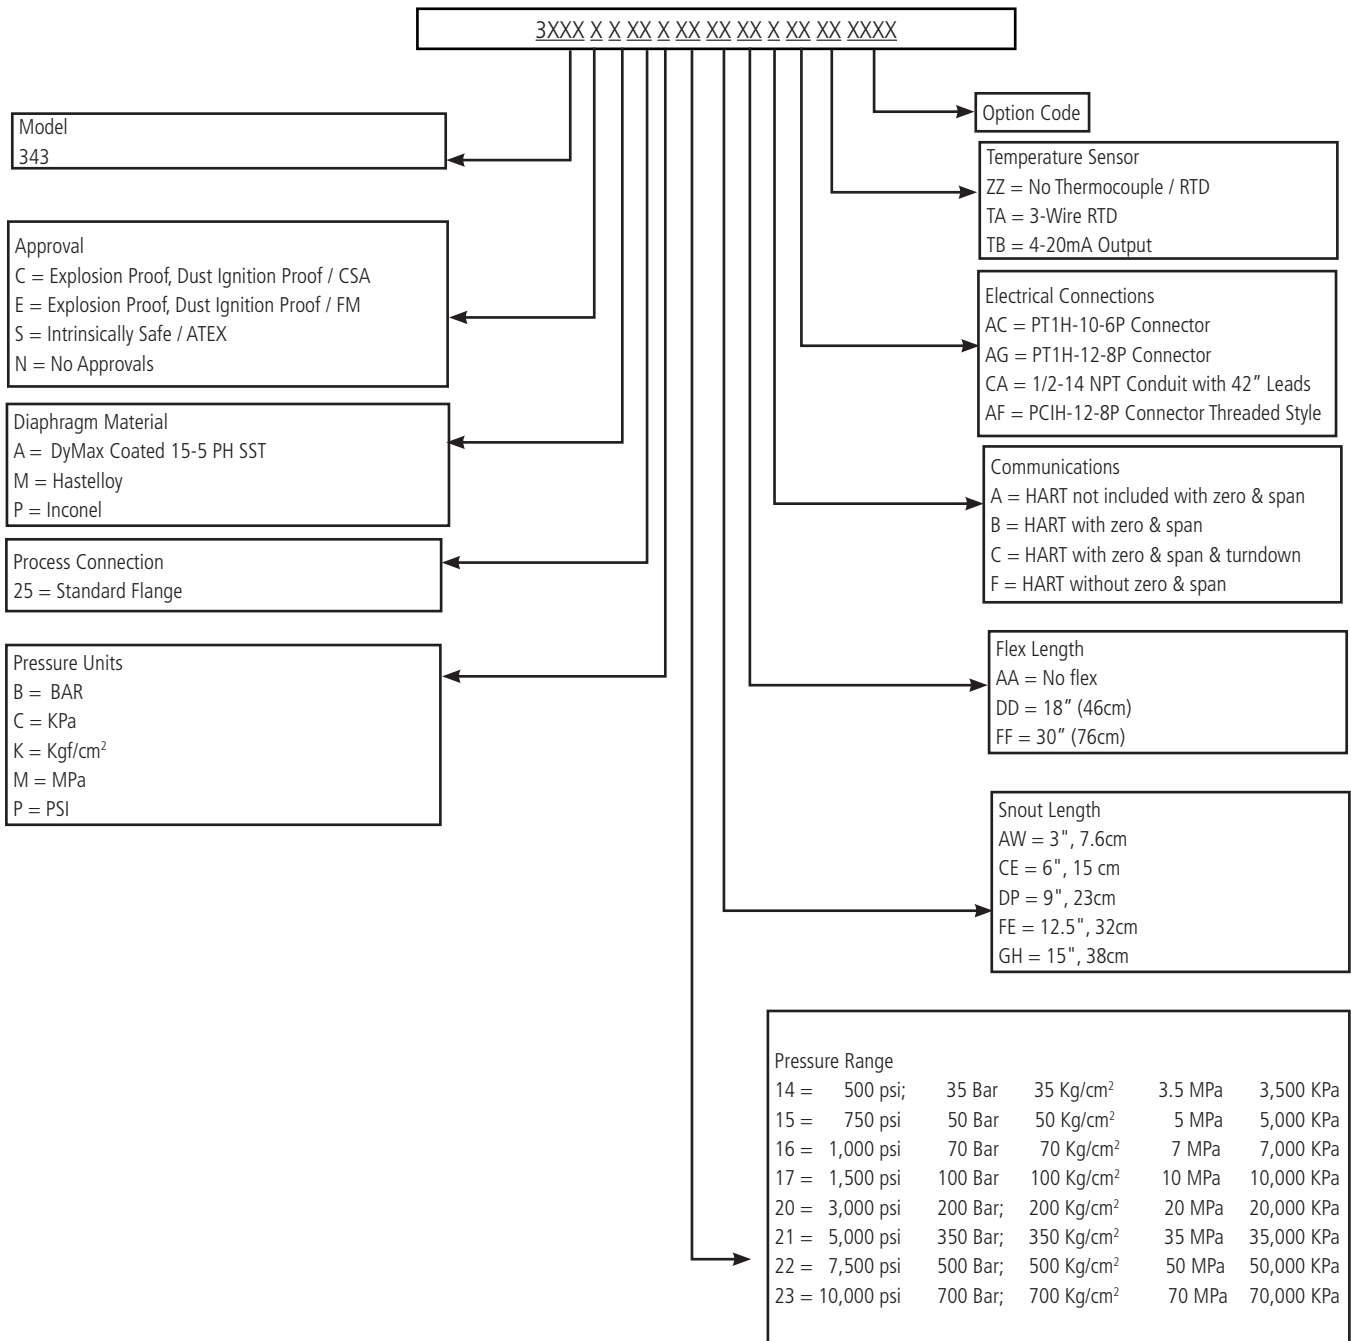 3XXX X X XX X XX XX XX X XX XX XXXX
Model
343
Approval
C = Explosion Proof, Dust Ignition Proof / CSA
E = Explosion Proof, Dust Ignition Proof / FM
S = Intrinsically Safe / ATEX
N = No Approvals
Diaphragm Material
A = DyMax Coated 15-5 PH SST
M = Hastelloy
P = Inconel
Process Connection
25 = Standard Flange
Pressure Units
B = BAR
C = KPa
K = Kgf/cm²
M = MPa
P = PSI
Option Code
Temperature Sensor
ZZ = No Thermocouple / RTD
TA = 3-Wire RTD
TB = 4-20mA Output
Electrical Connections
AC = PT1H-10-6P Connector
AG = PT1H-12-8P Connector
CA = 1/2-14 NPT Conduit with 42” Leads
AF = PCIH-12-8P Connector Threaded Style
Communications
A = HART not included with zero & span
B = HART with zero & span
C = HART with zero & span & turndown
F = HART without zero & span
Flex Length
AA = No flex
DD = 18” (46cm)
FF = 30” (76cm)
Snout Length
AW = 3", 7.6cm
CE = 6", 15 cm
DP = 9", 23cm
FE = 12.5", 32cm
GH = 15", 38cm
Pressure Range
14 = 500 psi; 35 Bar 35 Kg/cm² 3.5 MPa 3,500 KPa
15 = 750 psi 50 Bar 50 Kg/cm² 5 MPa 5,000 KPa
16 = 1,000 psi 70 Bar 70 Kg/cm² 7 MPa 7,000 KPa
17 = 1,500 psi 100 Bar 100 Kg/cm² 10 MPa 10,000 KPa
20 = 3,000 psi 200 Bar; 200 Kg/cm² 20 MPa 20,000 KPa
21 = 5,000 psi 350 Bar; 350 Kg/cm² 35 MPa 35,000 KPa
22 = 7,500 psi 500 Bar; 500 Kg/cm² 50 MPa 50,000 KPa
23 = 10,000 psi 700 Bar; 700 Kg/cm² 70 MPa 70,000 KPa